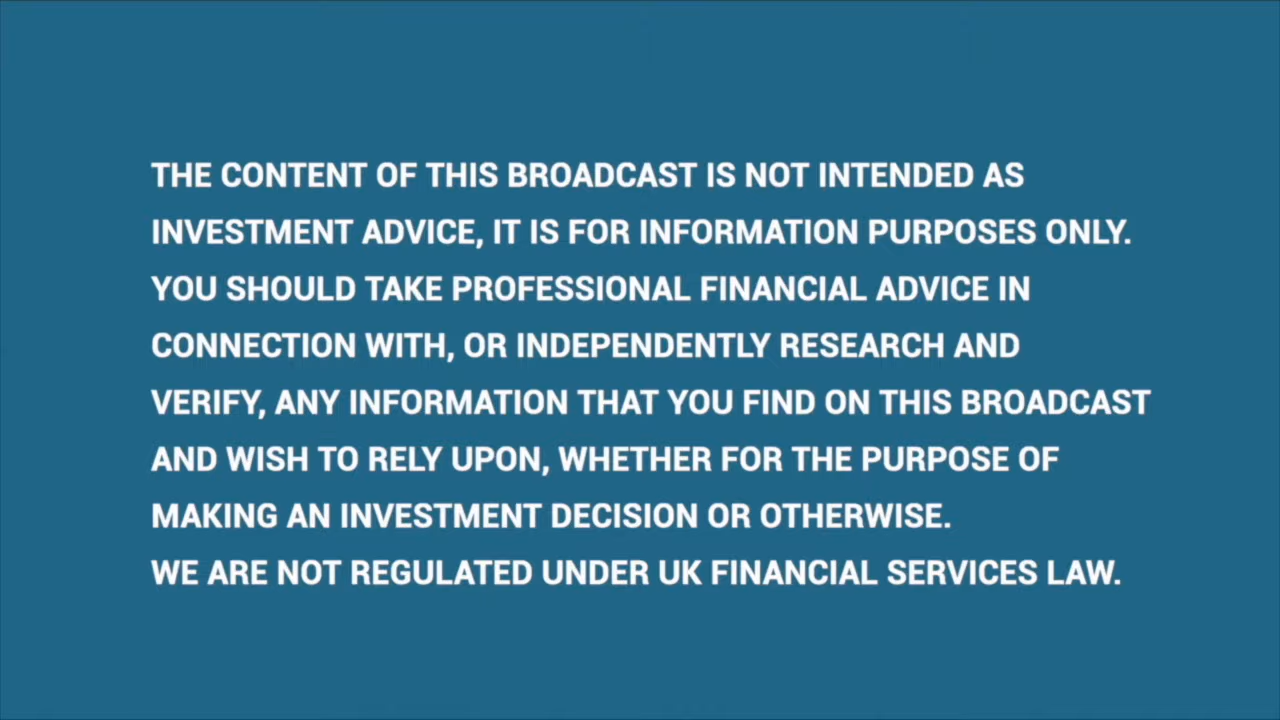 THE CONTENT OF THIS BROADCAST IS NOT INTENDED AS
INVESTMENT ADVICE, IT IS FOR INFORMATION PURPOSES ONLY.
YOU SHOULD TAKE PROFESSIONAL FINANCIAL ADVICE IN
CONNECTION WITH, OR INDEPENDENTLY RESEARCH AND
VERIFY, ANY INFORMATION THAT YOU FIND ON THIS BROADCAST
AND WISH TO RELY UPON, WHETHER FOR THE PURPOSE OF
MAKING AN INVESTMENT DECISION OR OTHERWISE.
WE ARE NOT REGULATED UNDER UK FINANCIAL SERVICES LAW.